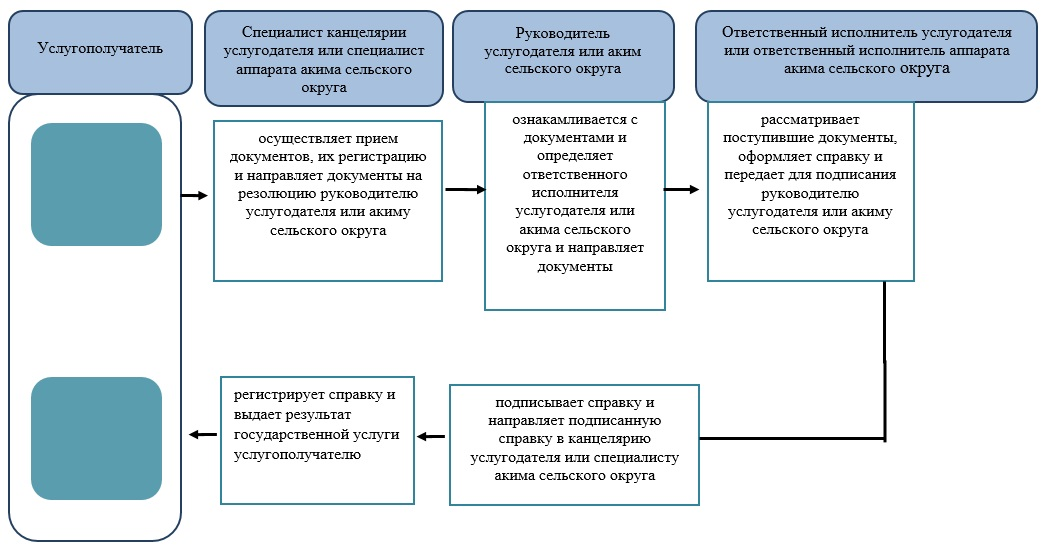 Услугополучатель
Специалист канцелярии
услугодателя или специалист
аппарата акима сельского
округа
Руководитель
услугодателя или аким
сельского округа
Ответственный исполнитель услугодателя
или ответственный исполнитель аппарата
акима сельского округа
осуществляет прием
документов, их регистрацию
и направляет документы на
резолюцию руководителю
услугодателя или акиму
сельского округа
ознакамливается с
документами и
определяет
ответственного
исполнителя
услугодателя или
акима сельского
округа и направляет
документы
рассматривает
поступившие документы,
оформляет справку и
передает для подписания
руководителю
услугодателя или акиму
сельского округа
регистрирует справку и
выдает результат
государственной услуги
услугополучателю
подписывает справку и
направляет подписанную
справку в канцелярию
услугодателя или специалисту
акима сельского округа